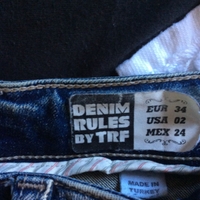 DENIM
RULES
BY TRF
EUR 34
USA 02
MEX 24
MADE IN
TURKEY